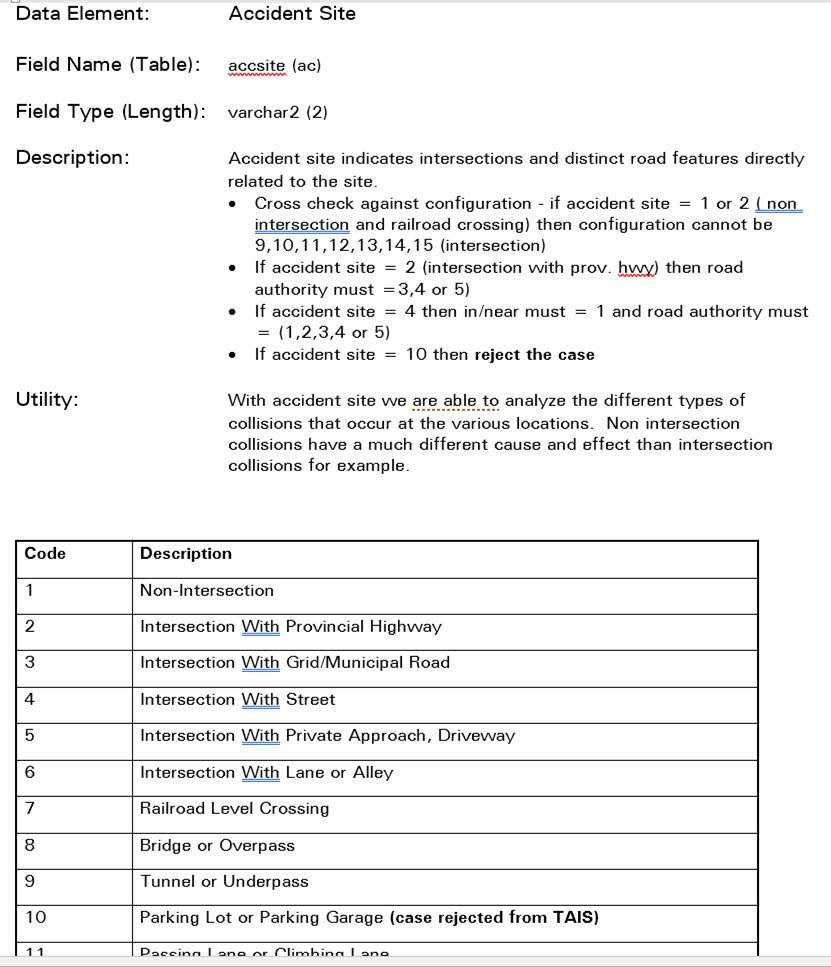 Data Element: Accident Site
Field Name (Table): accsite (ac)
Field Type (Length): varchar2 (2)
Description: Accident site indicates intersections and distinct road features directly
related to the site.
• Cross check against configuration - if accident site = 1 or 2 ( non
intersection and railroad crossing) then configuration cannot be
9,10,11,12,13,14,15 (intersection)
• If accident site = 2 (intersection with prov. hwy) then road
authority must =3,4 or 5)
• If accident site = 4 then in/near must = 1 and road authority must
= (1,2,3,4 or 5)
• If accident site = 10 then reject the case
Utility: With accident site we are able to analyze the different types of
collisions that occur at the various locations. Non intersection
collisions have a much different cause and effect than intersection
collisions for example.
Code Description
1 Non-Intersection
2 Intersection With Provincial Highway
3 Intersection With Grid/Municipal Road
4 Intersection With Street
5 Intersection With Private Approach, Driveway
6 Intersection With Lane or Alley
7 Railroad Level Crossing
8 Bridge or Overpass
9 Tunnel or Underpass
10 Parking Lot or Parking Garage (case rejected from TAIS)
11 Passing Lane or Climbing Lane